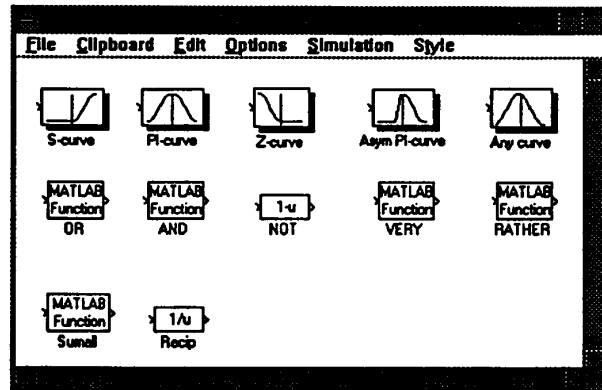 File Clipboard Edit Options Simulation Style
S-curve PI-curve Z-curve Asym PI-curve Any curve
MATLAB Function MATLAB Function 1-u MATLAB Function MATLAB Function
OR AND NOT VERY RATHER
MATLAB Function 1/u
Sumall Recip